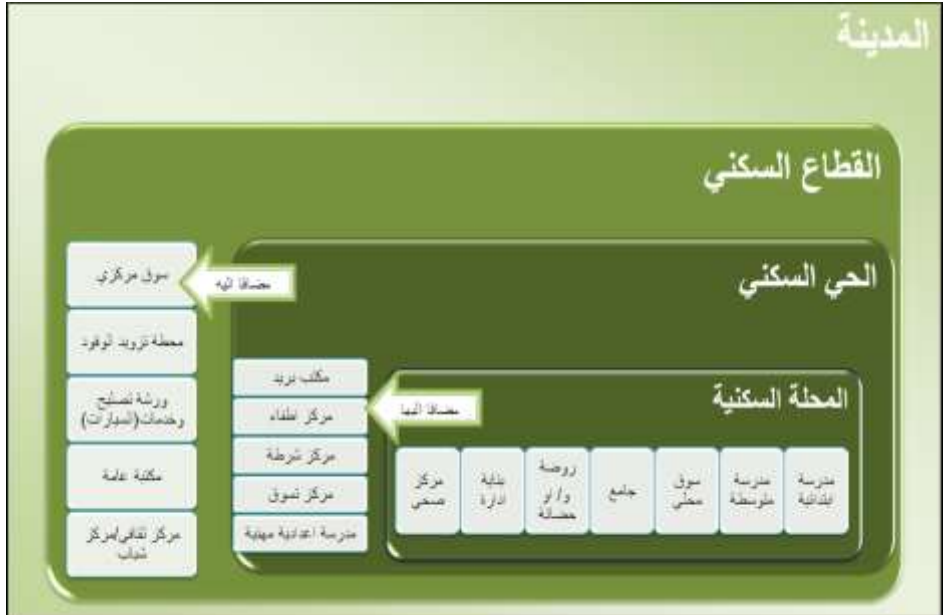 المدينة
القطاع السكني
الحي السكني
المحلة السكنية
مدرسة
ابتدائية
مدرسة
متوسطة
سوق
محلي
جامع
روضة
و/ او
حضانة
بناية
ادارة
مركز
صحي
مضافا اليها
مكتب بريد
مركز اطفاء
مركز شرطة
مركز تسوق
مدرسة اعدادية مهنية
مضافا اليه
سوق مركزي
محطة تزويد الوقود
ورشة تصليح
وخدمات(السيارات)
مكتبة عامة
مركز ثقافي/مركز
شباب